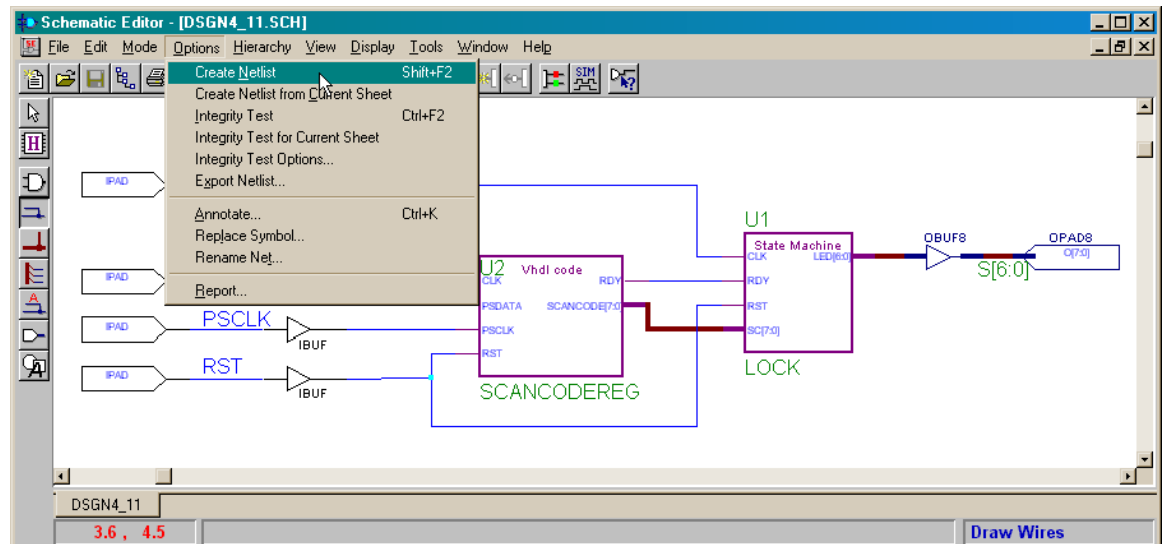 Schematic Editor - [DSGN4_11.SCH]
File Edit Mode Options Hierarchy View Display Tools Window Help
SIM
Create Netlist Shift+F2
Create Netlist from Current Sheet
Integrity Test Ctrl+F2
Integrity Test for Current Sheet
Integrity Test Options...
Export Netlist...
Annotate... Ctrl+K
Replace Symbol...
Rename Net...
Report...
H
A
A
IPAD
IPAD
IPAD
PSCLK
IBUF
IPAD
RST
IBUF
U2
Vhdl code
CLK
RDY
PSDATA
SCANCODE[7:0]
PSCLK
RST
SCANCODEREG
U1
State Machine
CLK
LED[6:0]
RDY
RST
SC[7:0]
LOCK
OBUF8
S[6:0]
OPAD8
O[7:0]
DSGN4_11
3.6 , 4.5
Draw Wires